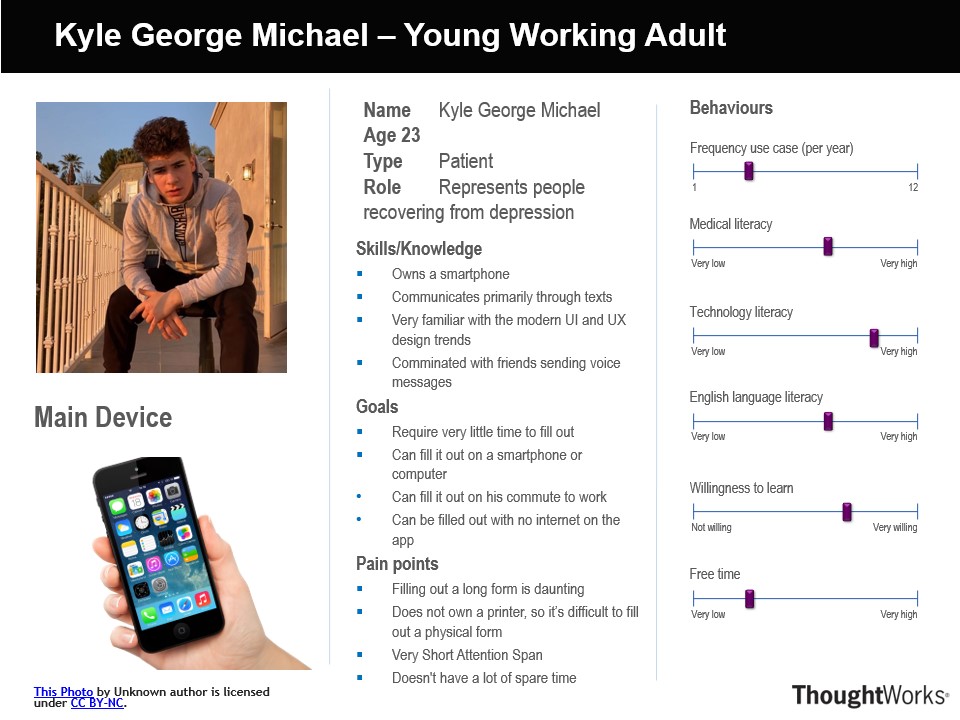 Kyle George Michael – Young Working Adult
Name Kyle George Michael
Age 23
Type Patient
Role Represents people
recovering from depression
Skills/Knowledge
Owns a smartphone
Communicates primarily through texts
Very familiar with the modern UI and UX
design trends
Comminated with friends sending voice
messages
Goals
Require very little time to fill out
Can fill it out on a smartphone or
computer
Can fill it out on his commute to work
Can be filled out with no internet on the
app
Pain points
Filling out a long form is daunting
Does not own a printer, so it’s difficult to fill
out a physical form
Very Short Attention Span
Doesn't have a lot of spare time
Behaviours
Frequency use case (per year)
1 12
Medical literacy
Very low Very high
Technology literacy
Very low Very high
English language literacy
Very low Very high
Willingness to learn
Not willing Very willing
Free time
Very low Very high
Main Device
This Photo by Unknown author is licensed
under CC BY-NC.
ThoughtWorks®